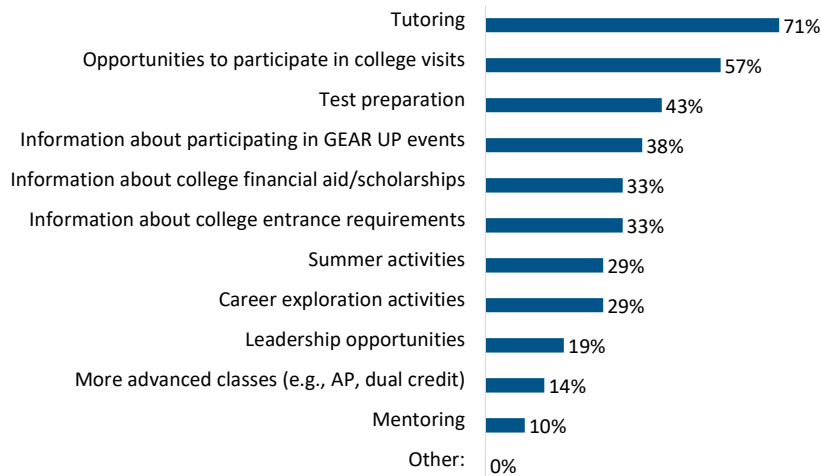 Tutoring 71%
Opportunities to participate in college visits 57%
Test preparation 43%
Information about participating in GEAR UP events 38%
Information about college financial aid/scholarships 33%
Information about college entrance requirements 33%
Summer activities 29%
Career exploration activities 29%
Leadership opportunities 19%
More advanced classes (e.g., AP, dual credit) 14%
Mentoring 10%
Other: 0%